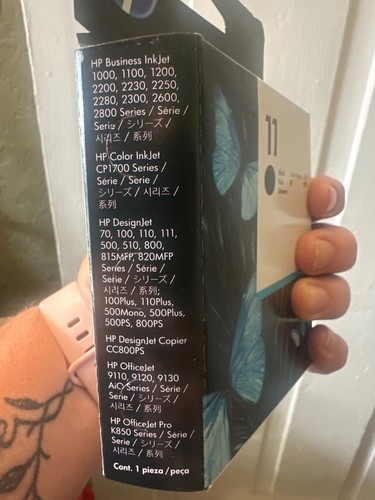 HP Business InkJet
1000, 1100, 1200,
2200, 2230, 2250,
2280, 2300, 2600,
2800 Series / Série /
Serie / シリーズ /
시리즈 / 系列
HP Color InkJet
CP1700 Series /
Série / Serie /
シリーズ / 시리즈 /
系列
HP DesignJet
70, 100, 110, 111,
500, 510, 800,
815MFP, 820MFP
Series / Série /
Serie / シリーズ /
시리즈 / 系列;
100Plus, 110Plus,
500Mono, 500Plus,
500PS, 800PS
HP DesignJet Copier
CC800PS
HP OfficeJet
9110, 9120, 9130
AiO Series / Série /
Serie / シリーズ /
시리즈 / 系列
HP OfficeJet Pro
K850 Series / Série /
Serie / シリーズ /
시리즈 / 系列
Cont. 1 pieza / peça
11